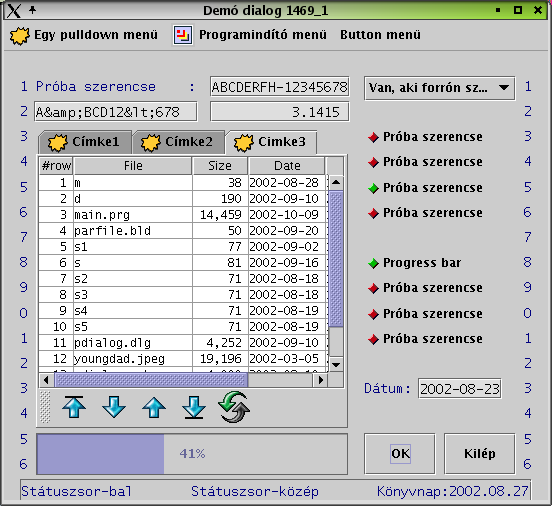 Demó dialog 1469_1
Egy pulldown menü Programindító menü Button menü
1 Próba szerencse : ABCDERFH-12345678 Van, aki forrón sz... 1
2 A&amp;BCD12&lt;678 3.1415 2
3 Címke1 Címke2 Cimke3 Próba szerencse 3
#row File Size Date
4 Próba szerencse 4
1 m 38 2002-08-28
5 Próba szerencse 5
2 d 190 2002-09-10
6 3 main.prg 14,459 2002-10-09 Próba szerencse 6
4 parfile.bld 50 2002-09-20
7 5 s1 77 2002-09-02 7
8 6 s 81 2002-09-16 Progress bar 8
7 s2 71 2002-08-18
9 8 s3 71 2002-08-18 Próba szerencse 9
0 9 s4 71 2002-08-19 Próba szerencse 0
10 s5 71 2002-08-19
1 11 pdialog.dlg 4,252 2002-09-10 Próba szerencse 1
2 12 youngdad.jpeg 19,196 2002-03-05 2
3 Dátum: 2002-08-23 3
4 4
5 41% OK Kilép 5
6 6
Státuszsor-bal Státuszsor-közép Könyvnap:2002.08.27